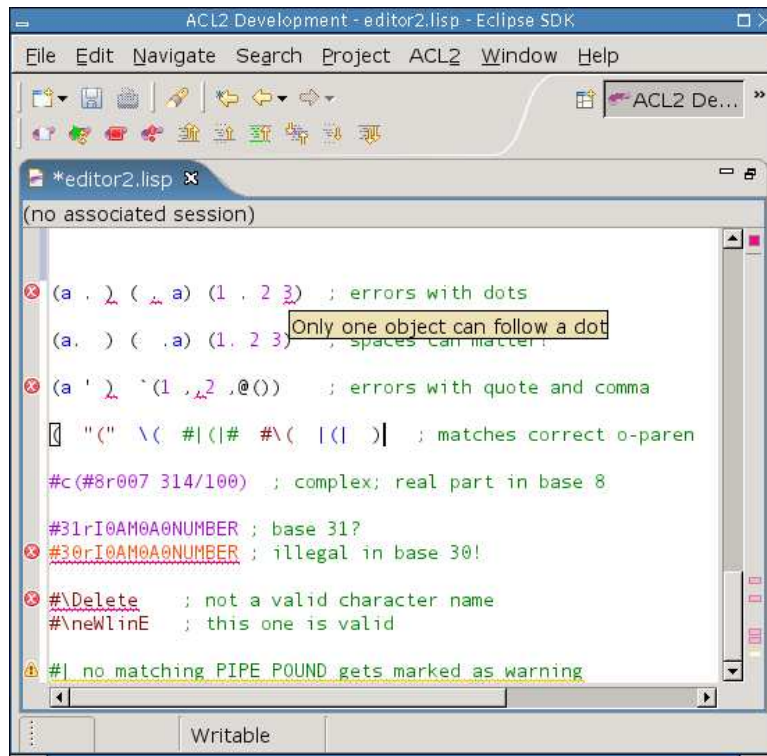 ACL2 Development - editor2.lisp - Eclipse SDK
File Edit Navigate Search Project ACL2 Window Help
ACL2 De... »
*editor2.lisp
(no associated session)
(a . ) ( . a) (1 . 2 3) ; errors with dots
Only one object can follow a dot
(a. ) ( .a) (1. 2 3) ; spaces can matter!
(a ' ) `(1 ,,2 ,@()) ; errors with quote and comma
( "(" \( #|(|# #\( |(| ) ; matches correct o-paren
#c(#8r007 314/100) ; complex; real part in base 8
#31rI0AM0A0NUMBER ; base 31?
#30rI0AM0A0NUMBER ; illegal in base 30!
#\Delete ; not a valid character name
#\neWlinE ; this one is valid
#| no matching PIPE POUND gets marked as warning
Writable